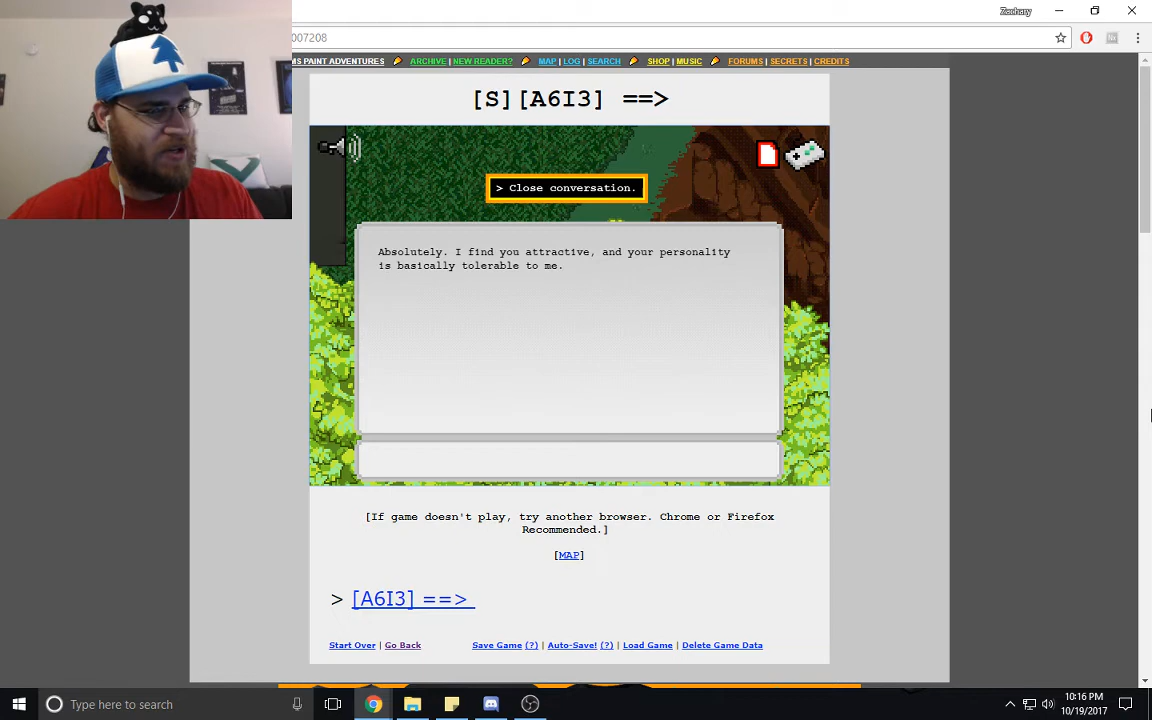 Zechary
007208
MS PAINT ADVENTURES ARCHIVE | NEW READER? MAP | LOG | SEARCH SHOP | MUSIC FORUMS | SECRETS | CREDITS
[S][A6I3] ==>
> Close conversation.
Absolutely. I find you attractive, and your personality
is basically tolerable to me.
[If game doesn't play, try another browser. Chrome or Firefox
Recommended.]
[MAP]
> [A6I3] ==>
Start Over | Go Back Save Game (?) | Auto-Save! (?) | Load Game | Delete Game Data
Type here to search
10:16 PM
10/19/2017